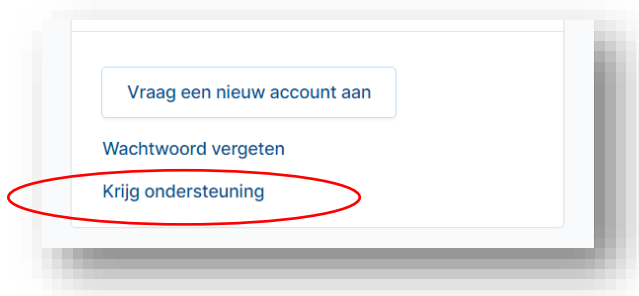 Vraag een nieuw account aan
Wachtwoord vergeten
Krijg ondersteuning